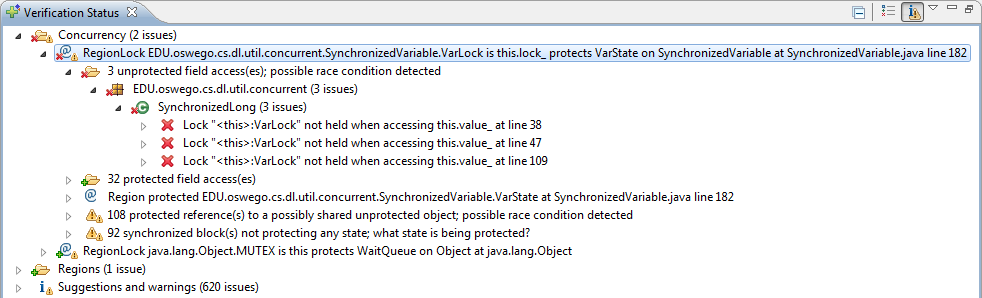 Verification Status
Concurrency (2 issues)
RegionLock EDU.oswego.cs.dl.util.concurrent.SynchronizedVariable.VarLock is this.lock_ protects VarState on SynchronizedVariable at SynchronizedVariable.java line 182
3 unprotected field access(es); possible race condition detected
EDU.oswego.cs.dl.util.concurrent (3 issues)
SynchronizedLong (3 issues)
Lock "<this>:VarLock" not held when accessing this.value_ at line 38
Lock "<this>:VarLock" not held when accessing this.value_ at line 47
Lock "<this>:VarLock" not held when accessing this.value_ at line 109
32 protected field access(es)
Region protected EDU.oswego.cs.dl.util.concurrent.SynchronizedVariable.VarState at SynchronizedVariable.java line 182
108 protected reference(s) to a possibly shared unprotected object; possible race condition detected
92 synchronized block(s) not protecting any state; what state is being protected?
RegionLock java.lang.Object.MUTEX is this protects WaitQueue on Object at java.lang.Object
Regions (1 issue)
Suggestions and warnings (620 issues)